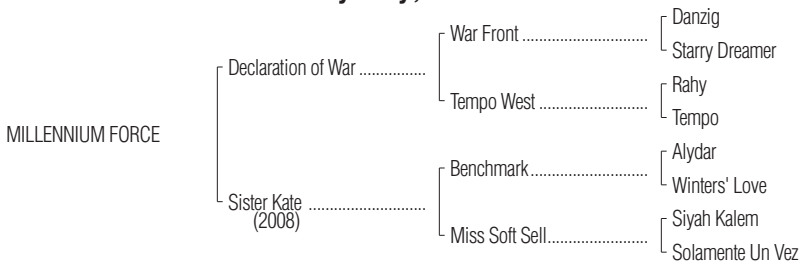 Danzig
War Front ....................................
Starry Dreamer
Declaration of War ................
Rahy
Tempo West ...............................
Tempo
MILLENNIUM FORCE
Alydar
Benchmark.................................
Winters' Love
Sister Kate ............................
(2008)
Siyah Kalem
Miss Soft Sell............................
Solamente Un Vez